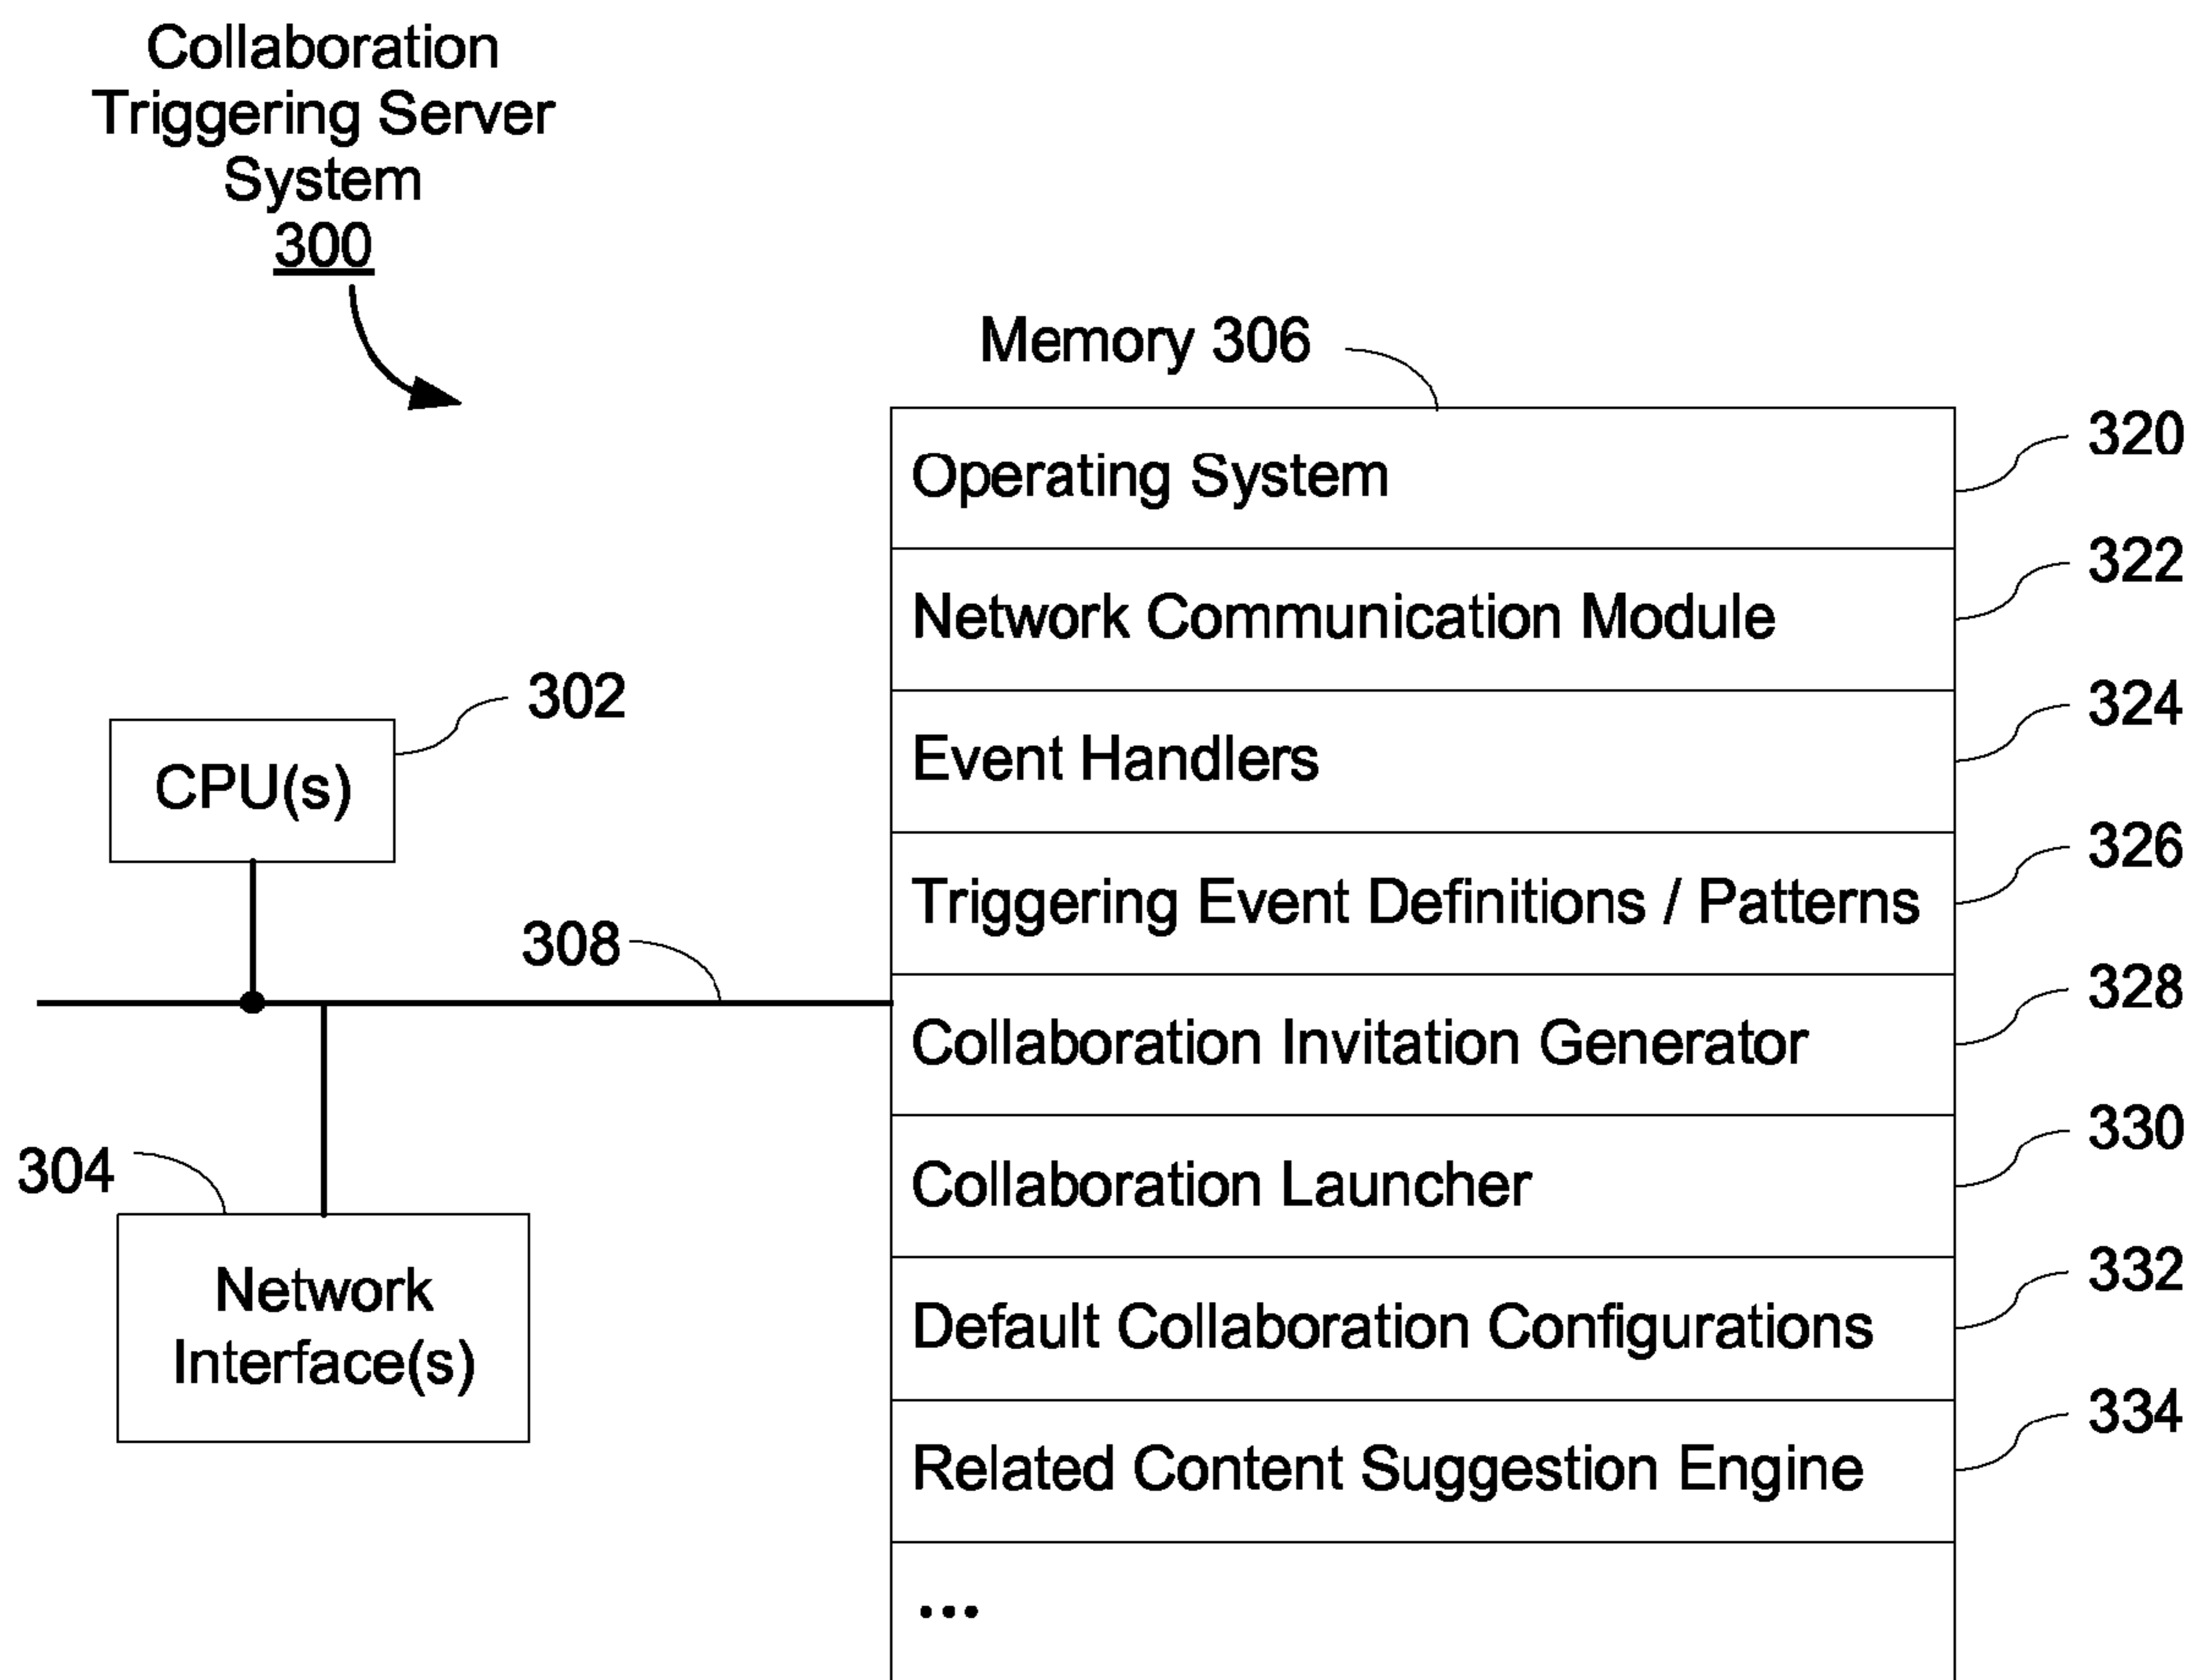 Collaboration
Triggering Server
System
300
Memory 306
Operating System
320
Network Communication Module
322
Event Handlers
324
Triggering Event Definitions / Patterns
326
Collaboration Invitation Generator
328
Collaboration Launcher
330
Default Collaboration Configurations
332
Related Content Suggestion Engine
334
...
302
CPU(s)
308
304
Network
Interface(s)